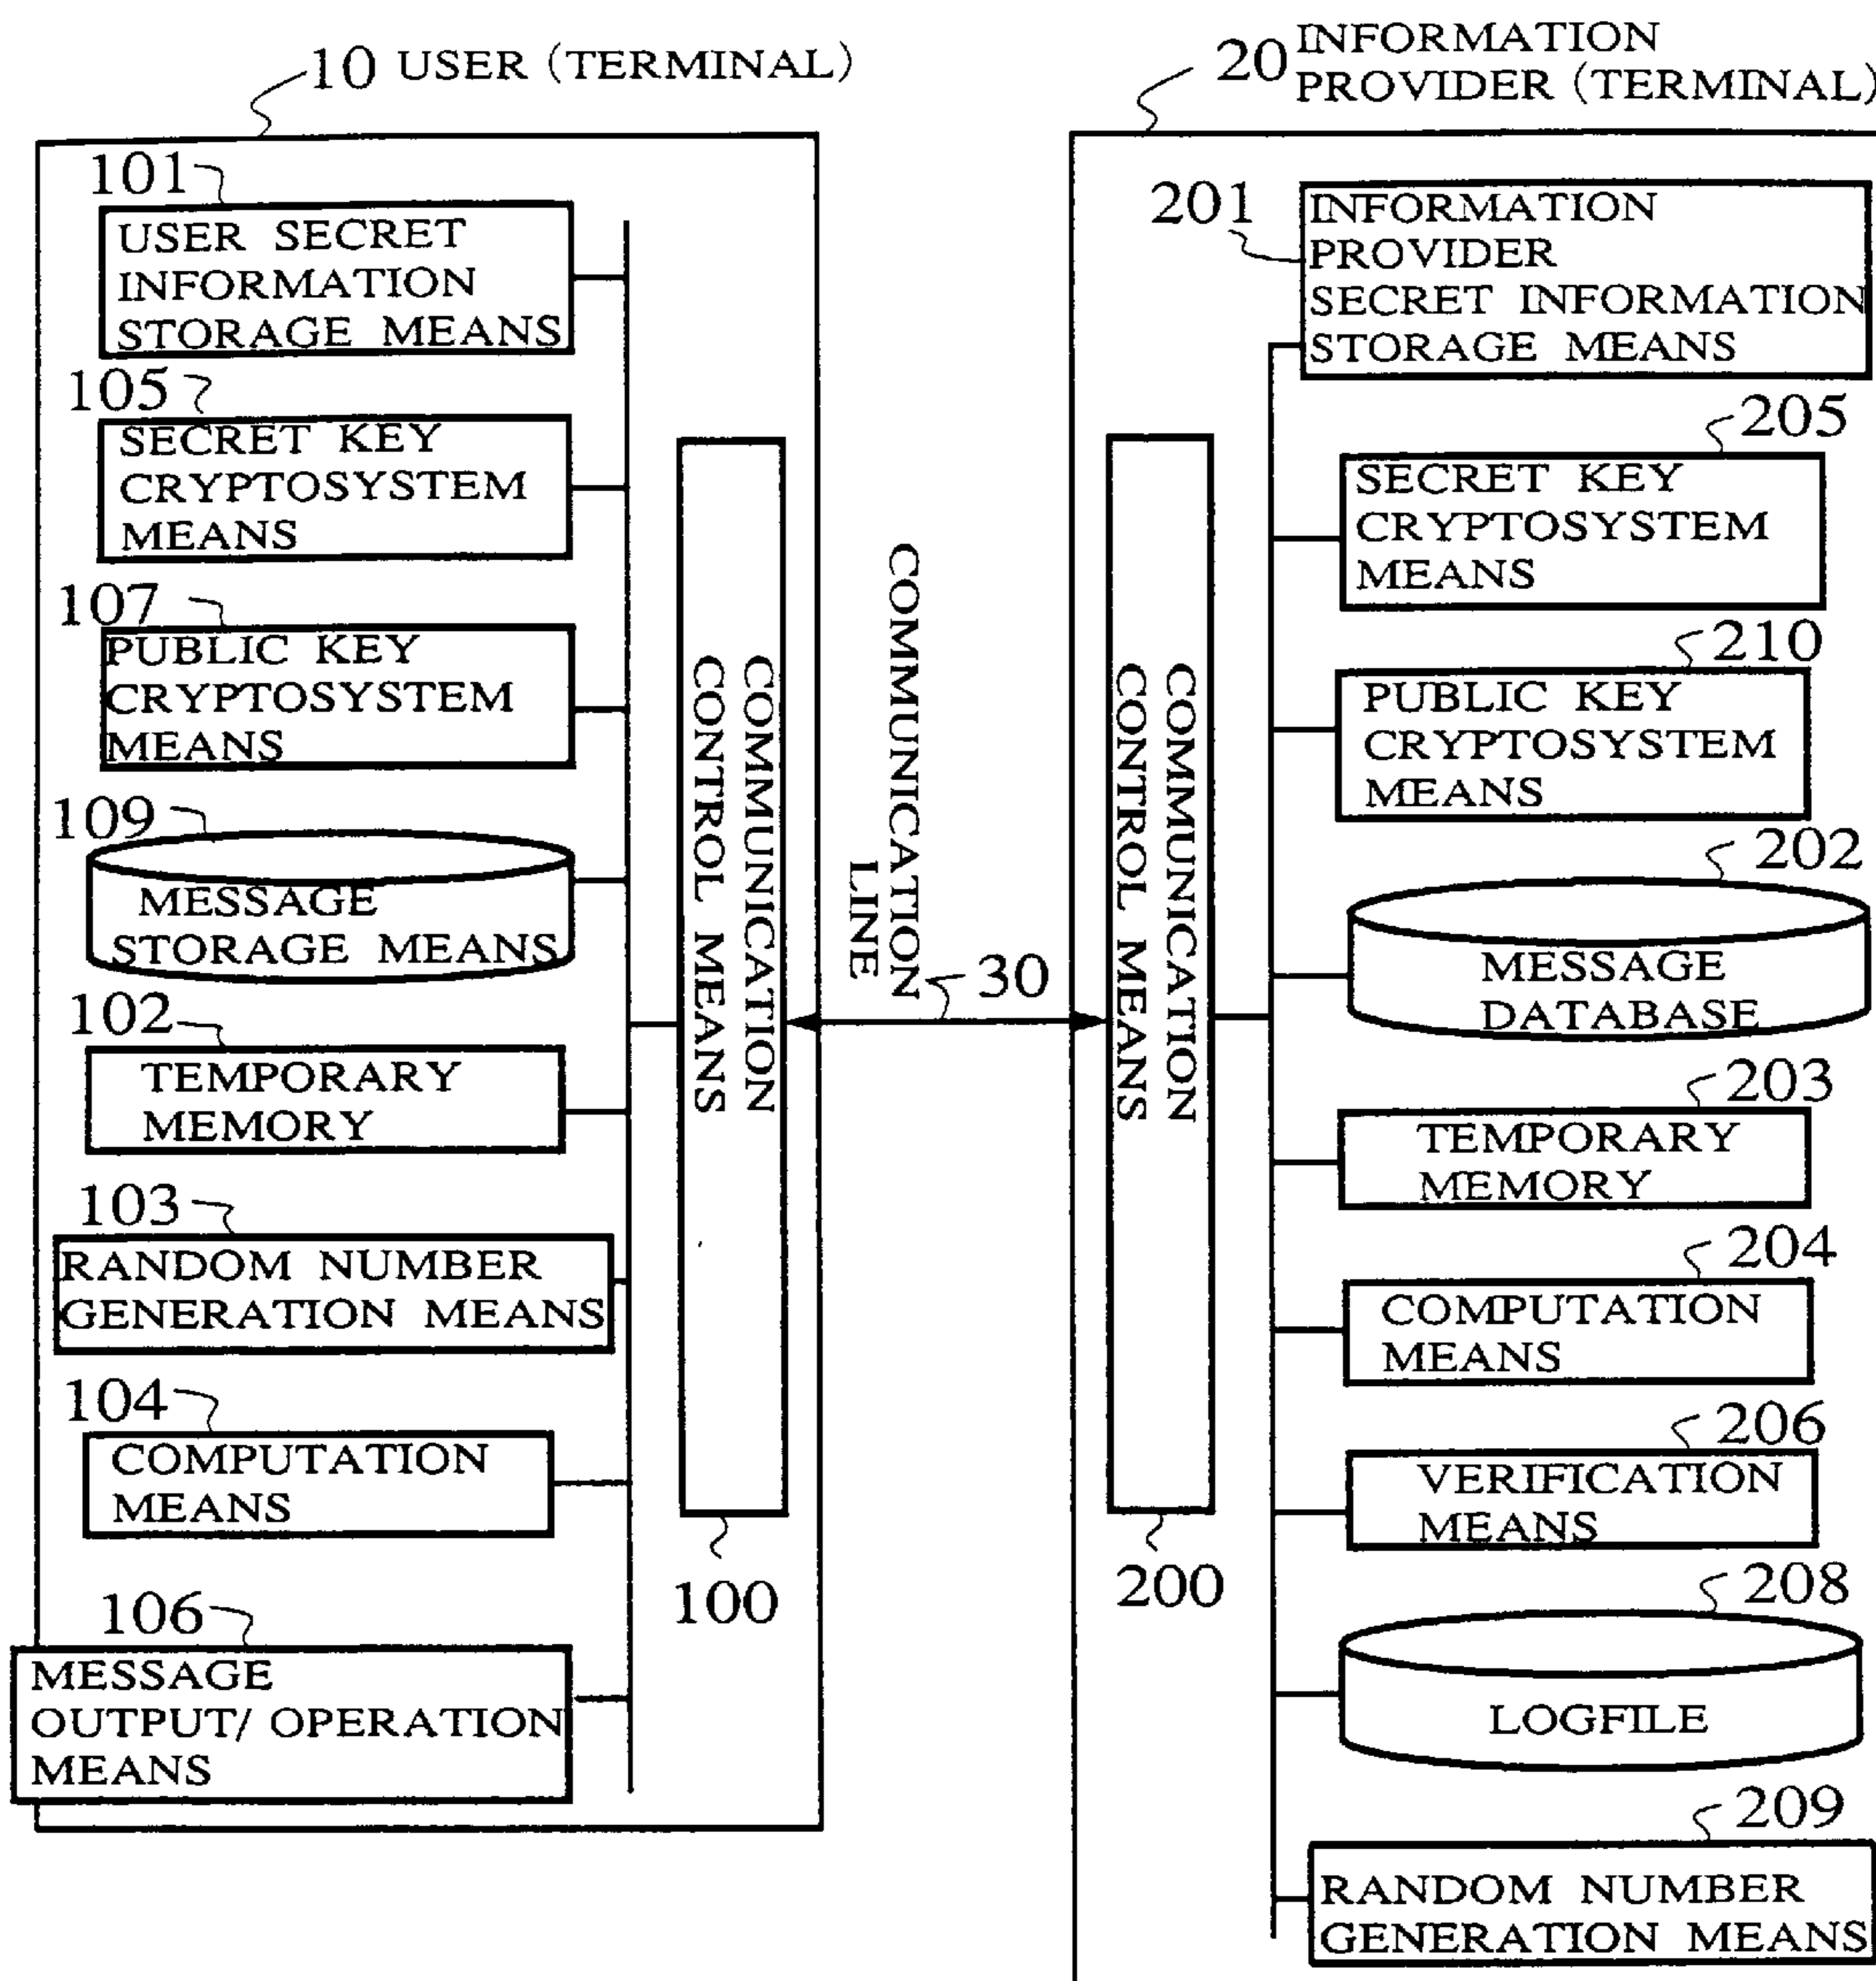 10 USER (TERMINAL)
101
USER SECRET
INFORMATION
STORAGE MEANS
105
SECRET KEY
CRYPTOSYSTEM
MEANS
107
PUBLIC KEY
CRYPTOSYSTEM
MEANS
109
MESSAGE
STORAGE MEANS
102
TEMPORARY
MEMORY
103
RANDOM NUMBER
GENERATION MEANS
104
COMPUTATION
MEANS
106
MESSAGE
OUTPUT/ OPERATION
MEANS
COMMUNICATION
CONTROL MEANS
100
COMMUNICATION
LINE
30
20 INFORMATION
PROVIDER (TERMINAL)
COMMUNICATION
CONTROL MEANS
200
201
INFORMATION
PROVIDER
SECRET INFORMATION
STORAGE MEANS
205
SECRET KEY
CRYPTOSYSTEM
MEANS
210
PUBLIC KEY
CRYPTOSYSTEM
MEANS
202
MESSAGE
DATABASE
203
TEMPORARY
MEMORY
204
COMPUTATION
MEANS
206
VERIFICATION
MEANS
208
LOGFILE
209
RANDOM NUMBER
GENERATION MEANS